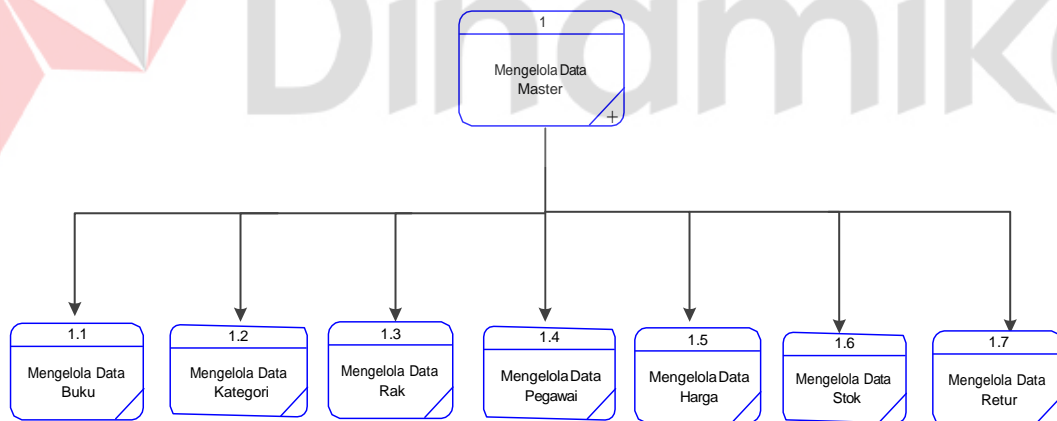 Dinamika
1
Mengelola Data
Master
+
1.1
Mengelola Data
Buku
1.2
Mengelola Data
Kategori
1.3
Mengelola Data
Rak
1.4
Mengelola Data
Pegawai
1.5
Mengelola Data
Harga
1.6
Mengelola Data
Stok
1.7
Mengelola Data
Retur